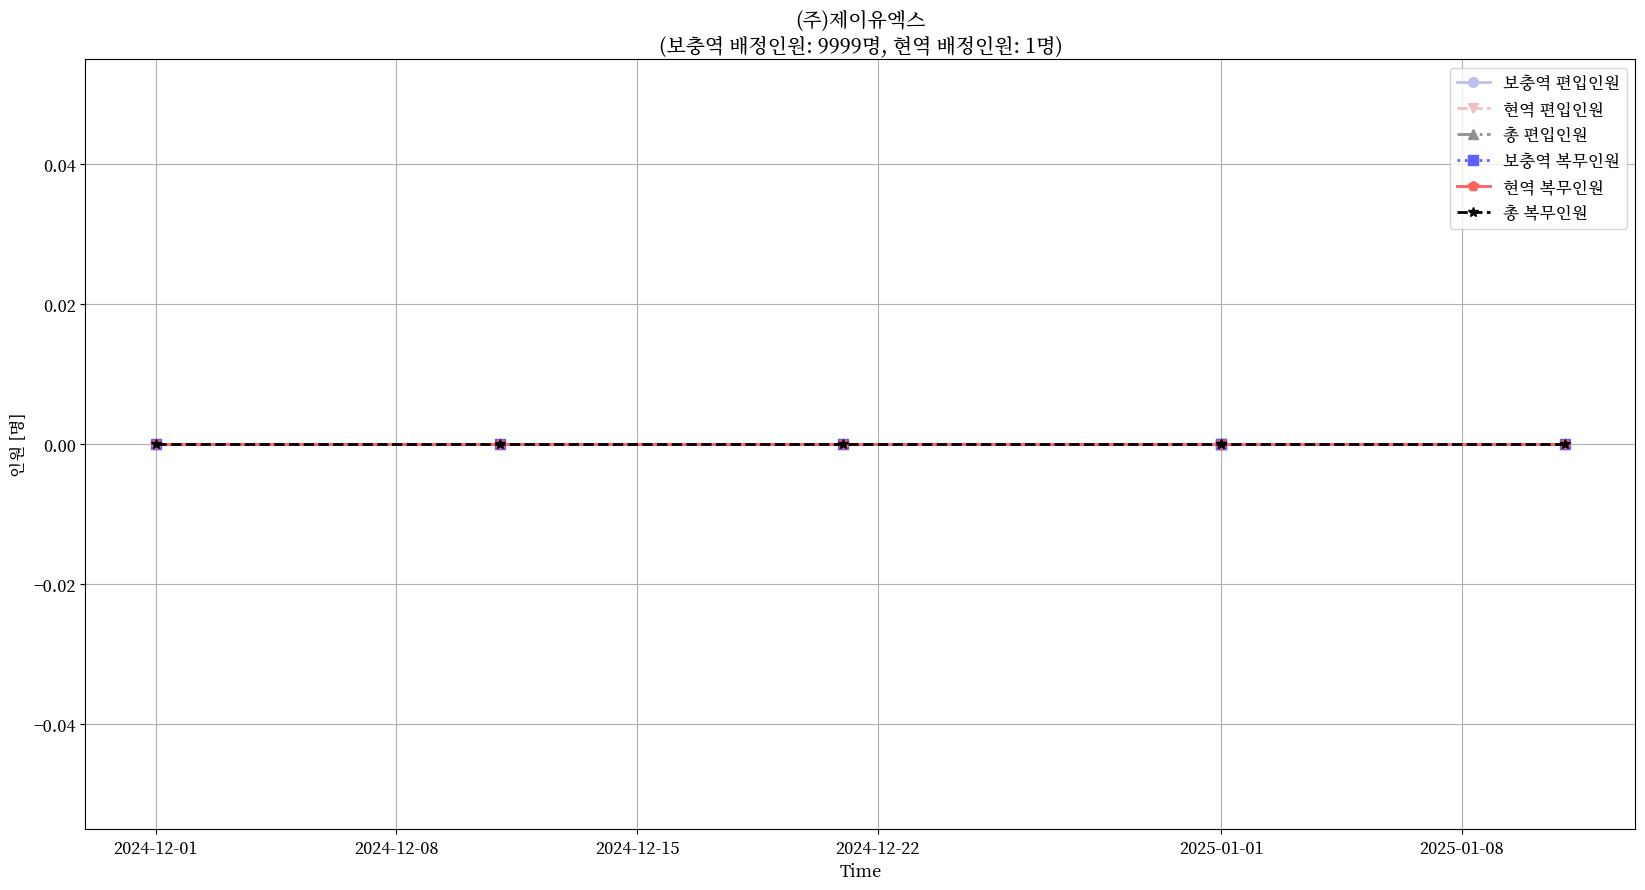 (주)제이유엑스
(보충역 배정인원: 9999명, 현역 배정인원: 1명)
보충역 편입인원
현역 편입인원
총 편입인원
보충역 복무인원
현역 복무인원
총 복무인원
0.04
0.02
0.00
−0.02
−0.04
인원 [명]
2024-12-01
2024-12-08
2024-12-15
2024-12-22
2025-01-01
2025-01-08
Time